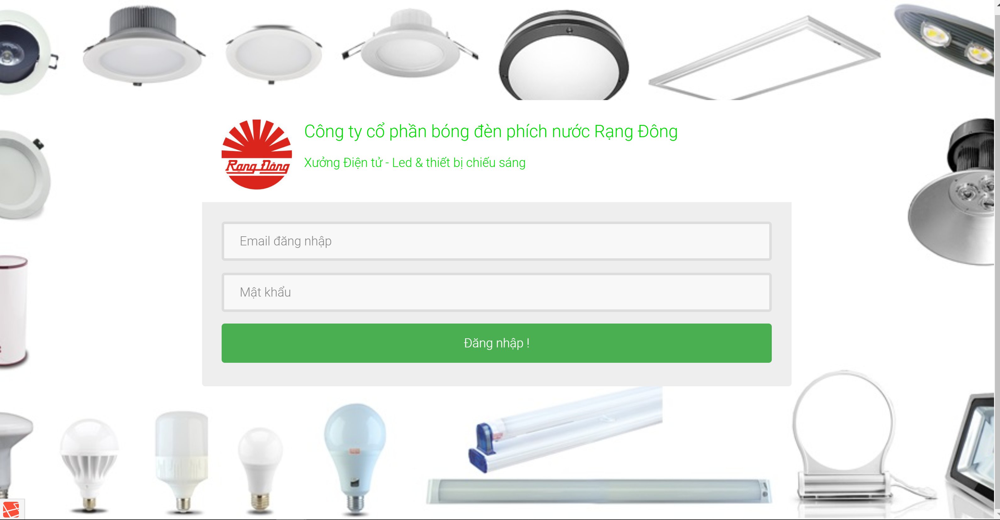 Công ty cổ phần bóng đèn phích nước Rạng Đông
Rạng Đông
Xưởng Điện tử - Led & thiết bị chiếu sáng
Email đăng nhập
Mật khẩu
Đăng nhập !